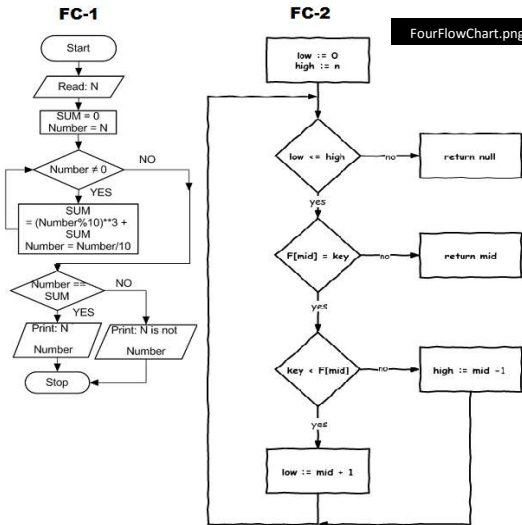 FC-1
Start
Read: N
SUM = 0
Number = N
Number ≠ 0
NO
YES
SUM
= (Number%10)**3 +
SUM
Number = Number/10
Number ==
SUM
NO
YES
Print: N
Number
Print: N is not
Number
Stop
FC-2
FourFlowChart.png
low := 0
high := n
low <= high
no
return null
yes
F[mid] = key
no
return mid
yes
key < F[mid]
no
high := mid -1
yes
low := mid + 1